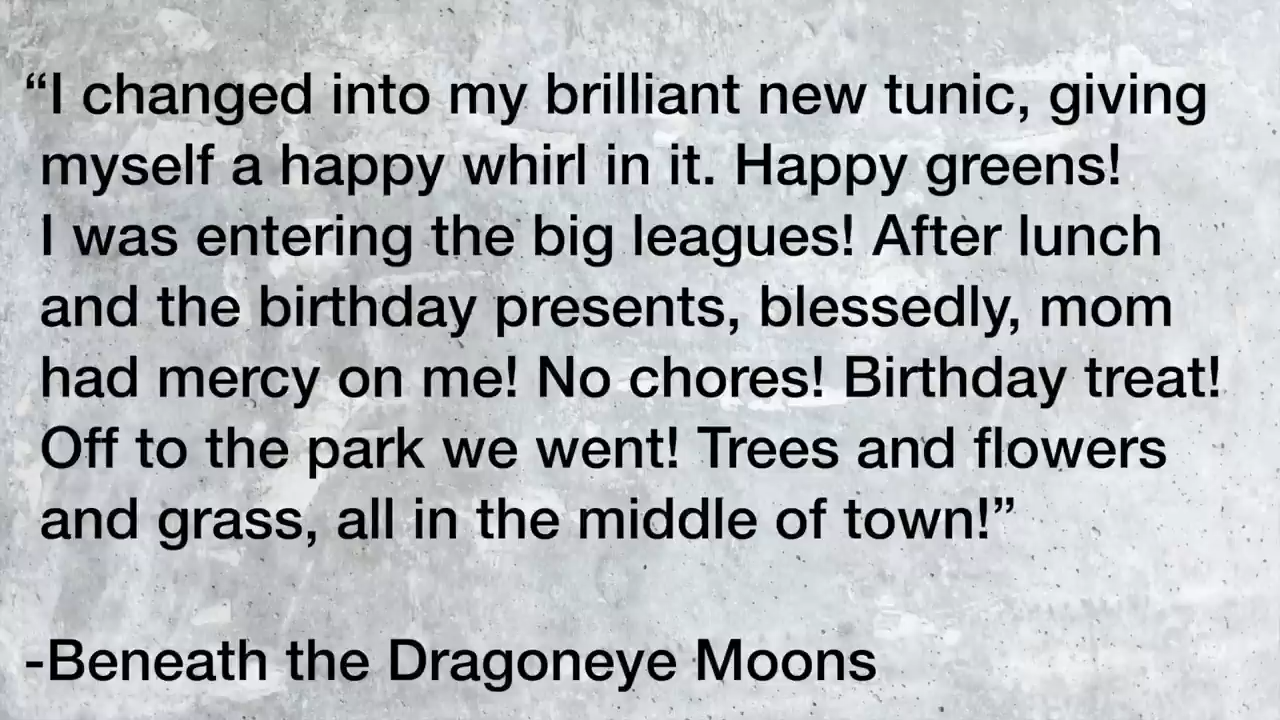 “I changed into my brilliant new tunic, giving
myself a happy whirl in it. Happy greens!
I was entering the big leagues! After lunch
and the birthday presents, blessedly, mom
had mercy on me! No chores! Birthday treat!
Off to the park we went! Trees and flowers
and grass, all in the middle of town!”
-Beneath the Dragoneye Moons